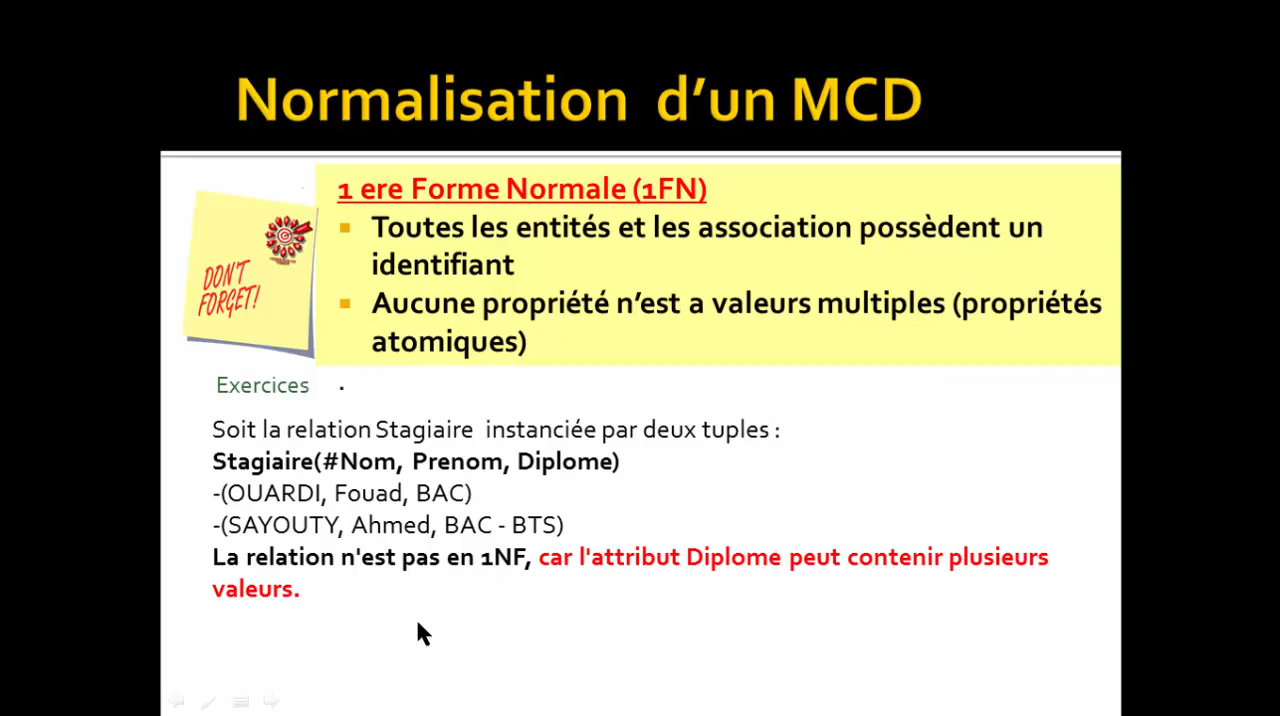 Normalisation d’un MCD
1 ere Forme Normale (1FN)
Toutes les entités et les association possèdent un
identifiant
Aucune propriété n’est a valeurs multiples (propriétés
atomiques)
DON'T
FORGET!
Exercices .
Soit la relation Stagiaire instanciée par deux tuples :
Stagiaire(#Nom, Prenom, Diplome)
-(OUARDI, Fouad, BAC)
-(SAYOUTY, Ahmed, BAC - BTS)
La relation n'est pas en 1NF, car l'attribut Diplome peut contenir plusieurs
valeurs.